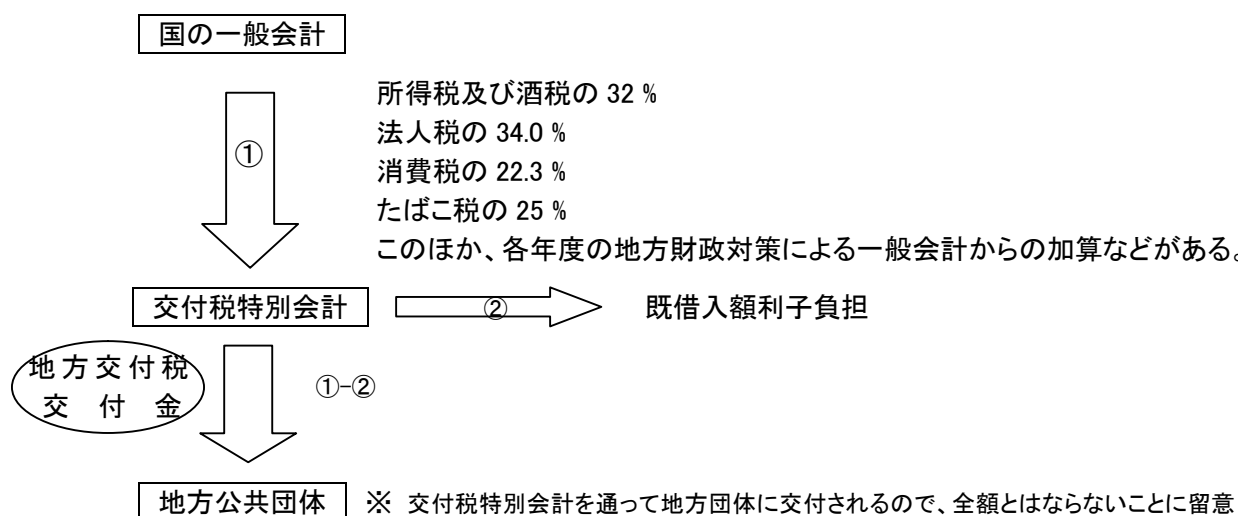 国の一般会計
所得税及び酒税の 32 %
法人税の 34.0 %
①
消費税の 22.3 %
たばこ税の 25 %
このほか、各年度の地方財政対策による一般会計からの加算などがある。
交付税特別会計
②
既借入額利子負担
地方交付税
交付金
①-②
地方公共団体
※ 交付税特別会計を通って地方団体に交付されるので、全額とはならないことに留意